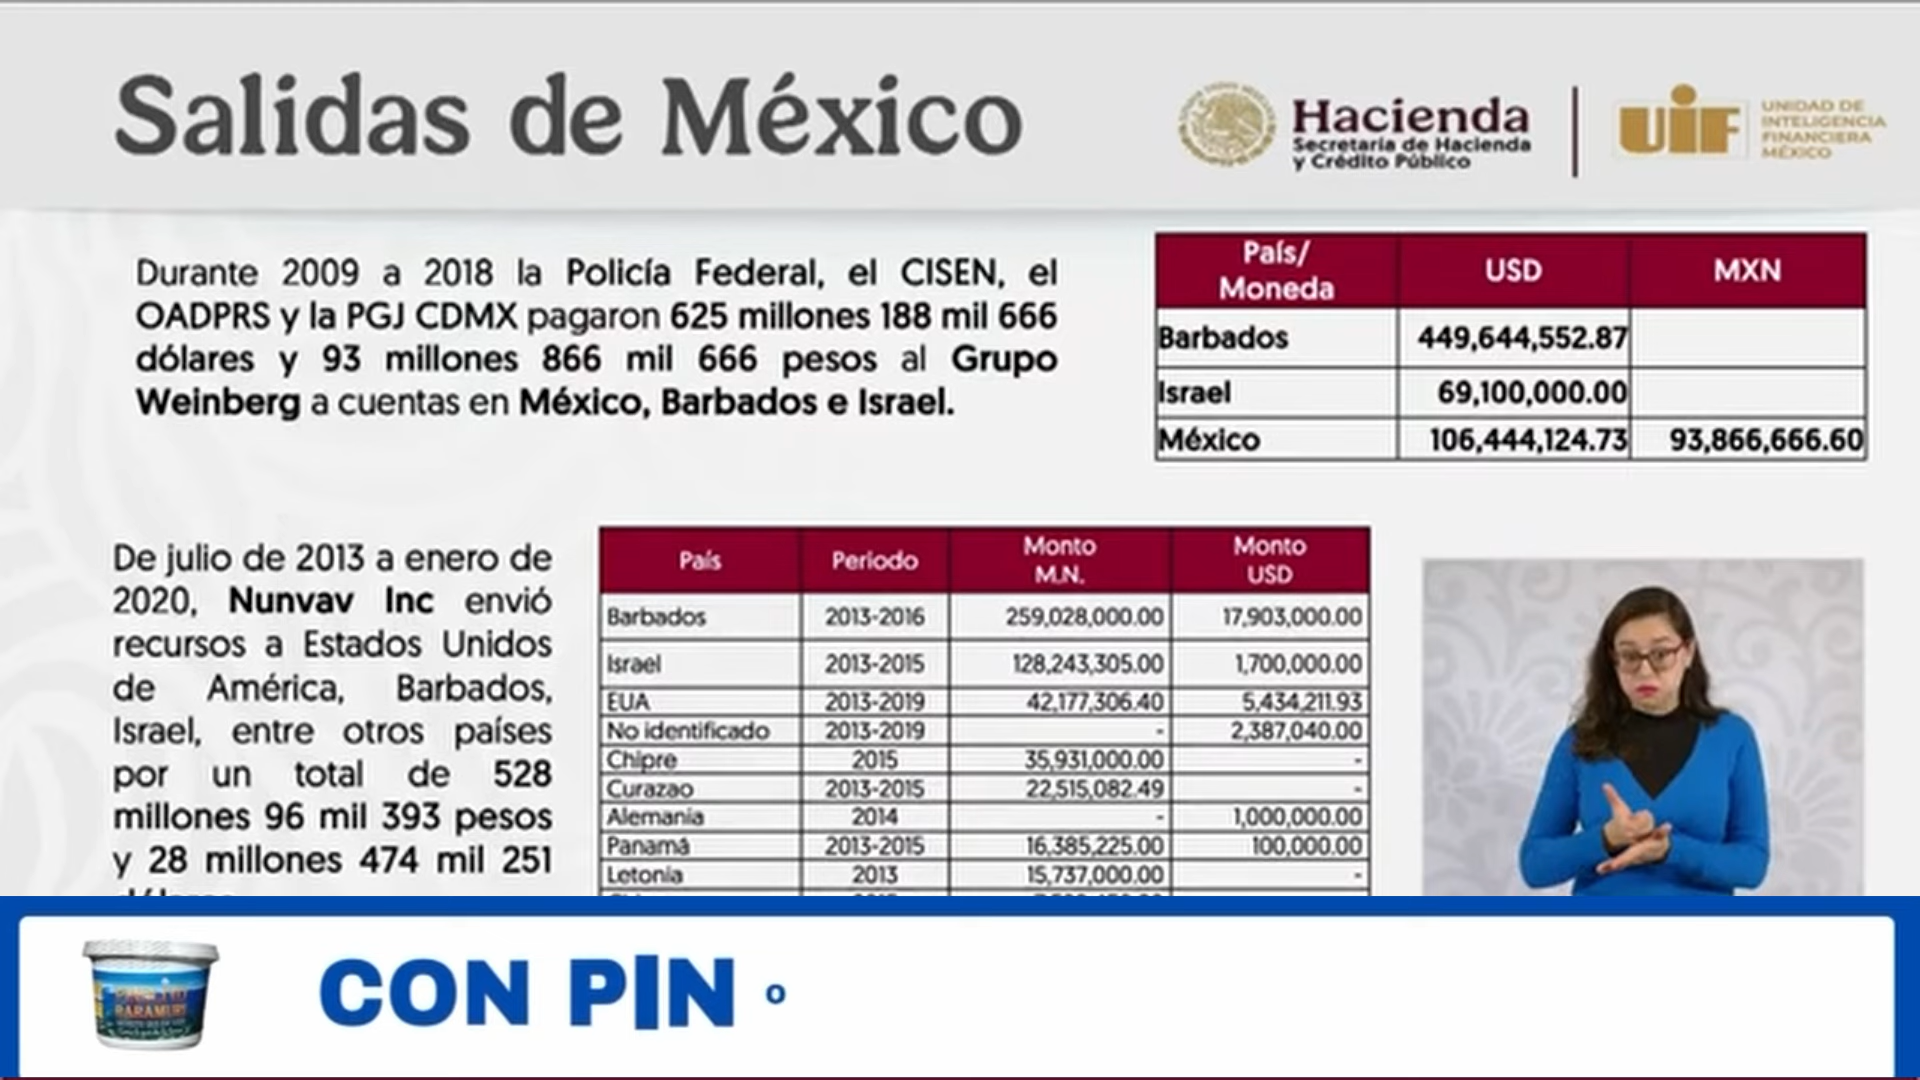 Salidas de México
Hacienda
Secretaría de Hacienda
y Crédito Público
UIF
UNIDAD DE
INTELIGENCIA
FINANCIERA
MÉXICO
Durante 2009 a 2018 la Policía Federal, el CISEN, el
OADPRS y la PGJ CDMX pagaron 625 millones 188 mil 666
dólares y 93 millones 866 mil 666 pesos al Grupo
Weinberg a cuentas en México, Barbados e Israel.
País/ Moneda USD MXN
Barbados 449,644,552.87
Israel 69,100,000.00
México 106,444,124.73 93,866,666.60
De julio de 2013 a enero de
2020, Nunvav Inc envió
recursos a Estados Unidos
de América, Barbados,
Israel, entre otros países
por un total de 528
millones 96 mil 393 pesos
y 28 millones 474 mil 251
País Periodo Monto M.N. Monto USD
Barbados 2013-2016 259,028,000.00 17,903,000.00
Israel 2013-2015 128,243,305.00 1,700,000.00
EUA 2013-2019 42,177,306.40 5,434,211.93
No identificado 2013-2019 - 2,387,040.00
Chipre 2015 35,931,000.00 -
Curazao 2013-2015 22,515,082.49 -
Alemania 2014 - 1,000,000.00
Panamá 2013-2015 16,385,225.00 100,000.00
Letonia 2013 15,737,000.00 -
CON PIN o